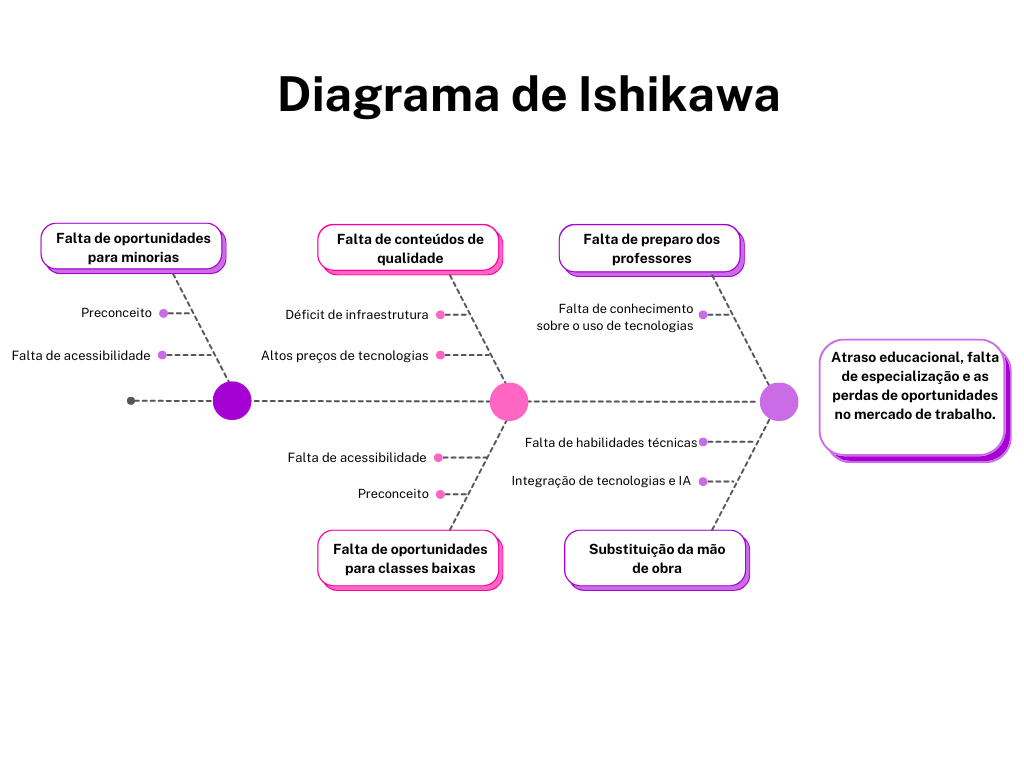 Diagrama de Ishikawa
Falta de oportunidades
para minorias
Falta de conteúdos de
qualidade
Falta de preparo dos
professores
Preconceito
Falta de acessibilidade
Déficit de infraestrutura
Altos preços de tecnologias
Falta de conhecimento
sobre o uso de tecnologias
Atraso educacional, falta
de especialização e as
perdas de oportunidades
no mercado de trabalho.
Falta de acessibilidade
Preconceito
Falta de habilidades técnicas
Integração de tecnologias e IA
Falta de oportunidades
para classes baixas
Substituição da mão
de obra